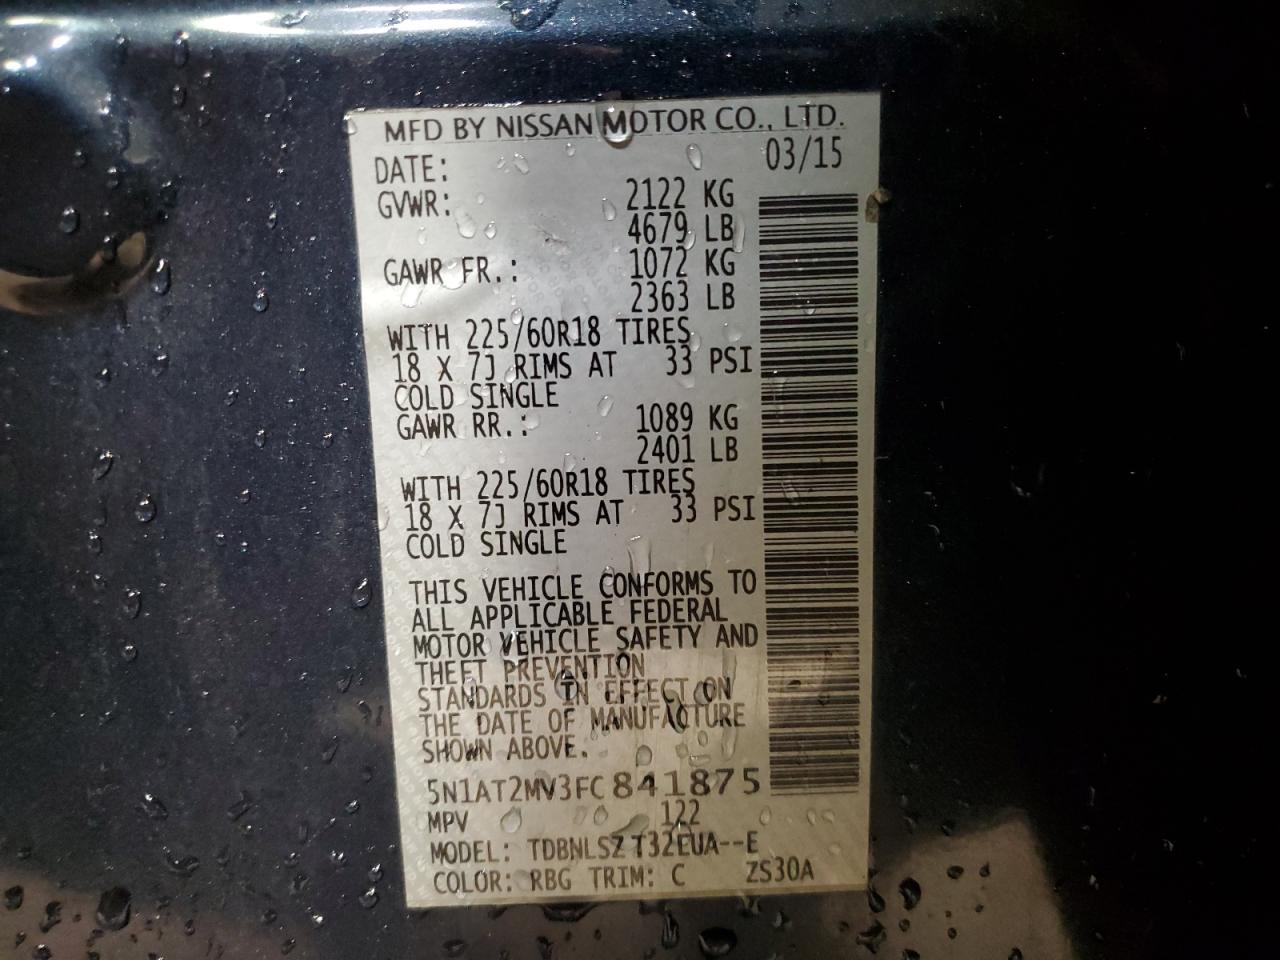 MFD BY NISSAN MOTOR CO., LTD.
DATE: 03/15
GVWR: 2122 KG
4679 LB
GAWR FR.: 1072 KG
2363 LB
WITH 225/60R18 TIRES
18 X 7J RIMS AT 33 PSI
COLD SINGLE
GAWR RR.: 1089 KG
2401 LB
WITH 225/60R18 TIRES
18 X 7J RIMS AT 33 PSI
COLD SINGLE
THIS VEHICLE CONFORMS TO
ALL APPLICABLE FEDERAL
MOTOR VEHICLE SAFETY AND
THEFT PREVENTION
STANDARDS IN EFFECT ON
THE DATE OF MANUFACTURE
SHOWN ABOVE.
5N1AT2MV3FC841875
MPV 122
MODEL: TDBNLSZ T32EUA--E
COLOR: RBG TRIM: C ZS30A